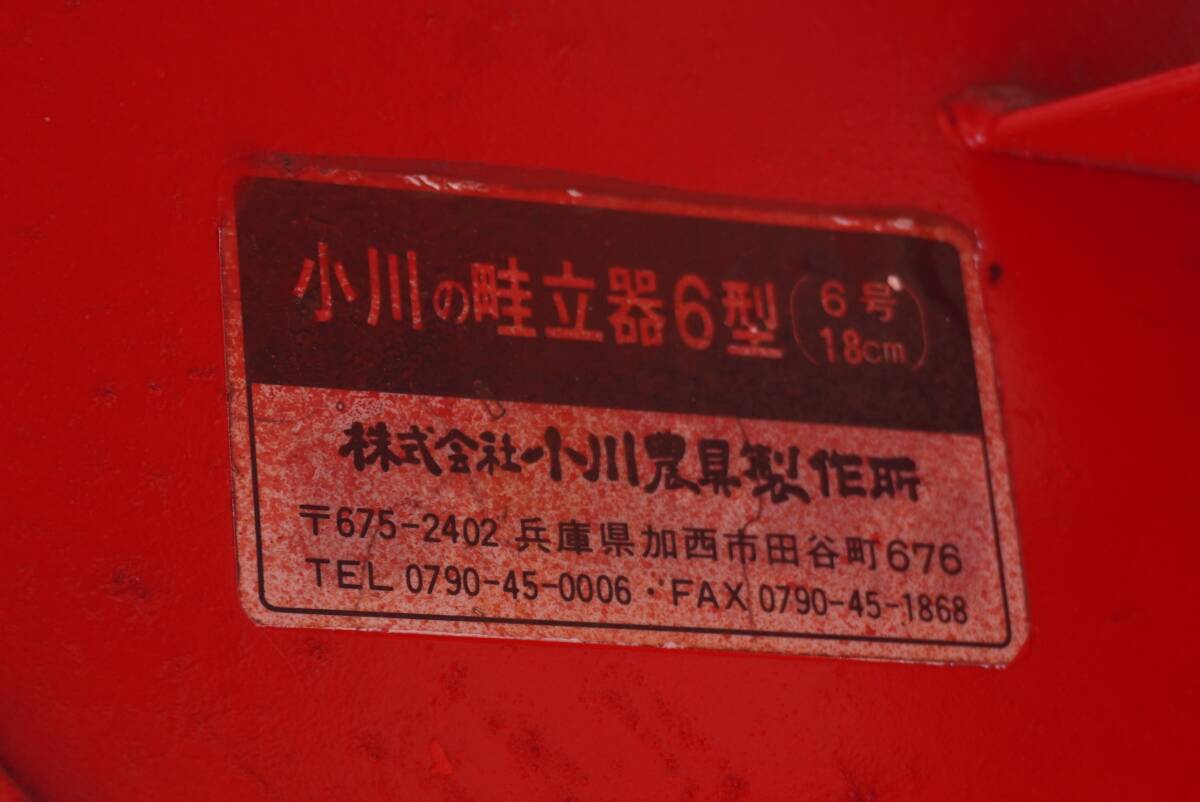 小川の畦立器6型(6号 18cm)
株式会社小川農具製作所
〒675-2402 兵庫県加西市田谷町676
TEL 0790-45-0006・FAX 0790-45-1868